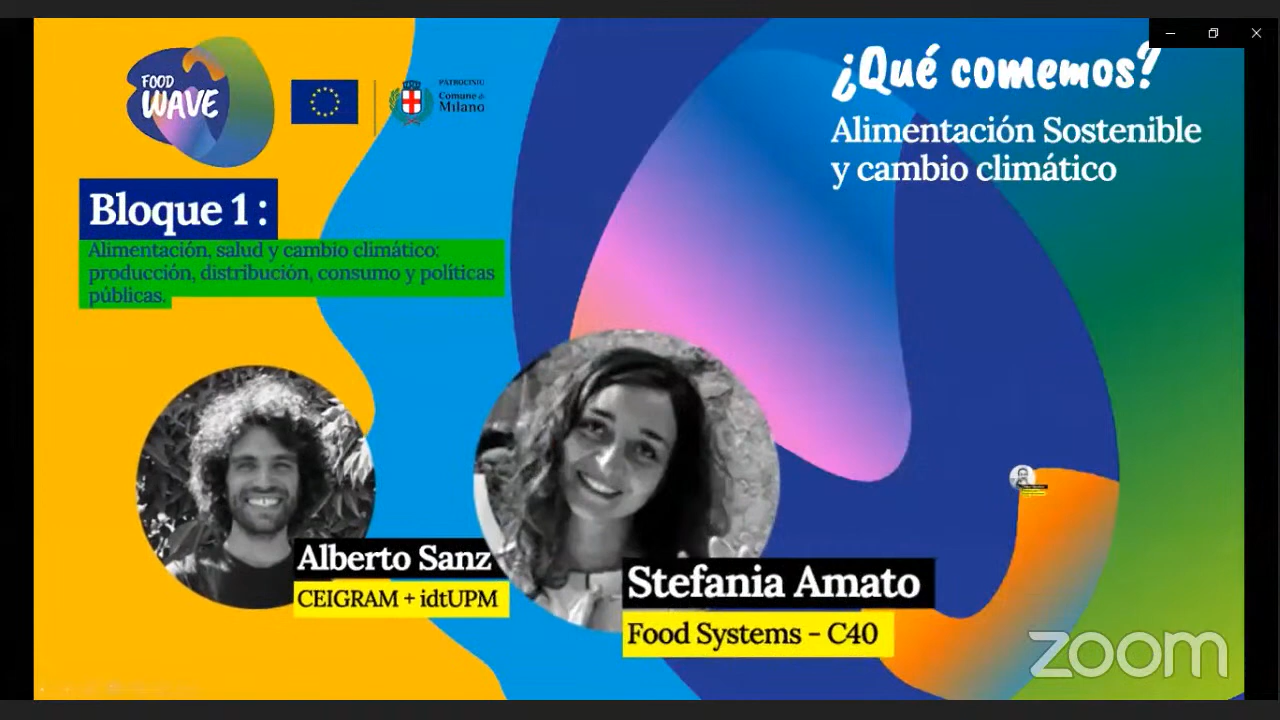 FOOD
WAVE
PATROCINIO
Comune di
Milano
¿Qué comemos?
Alimentación Sostenible
y cambio climático
Bloque 1 :
Alimentación, salud y cambio climático:
producción, distribución, consumo y políticas
públicas.
Alberto Sanz
CEIGRAM + idtUPM
Stefania Amato
Food Systems - C40
zoom